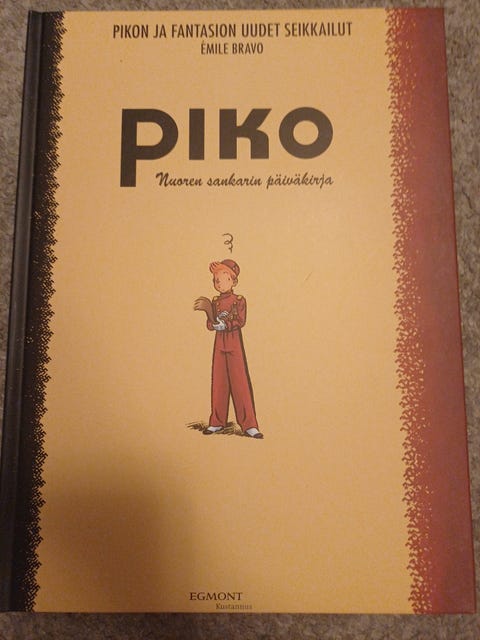 PIKON JA FANTASION UUDET SEIKKAILUT
ÉMILE BRAVO
PIKO
Nuoren sankarin päiväkirja
EGMONT
Kustannus